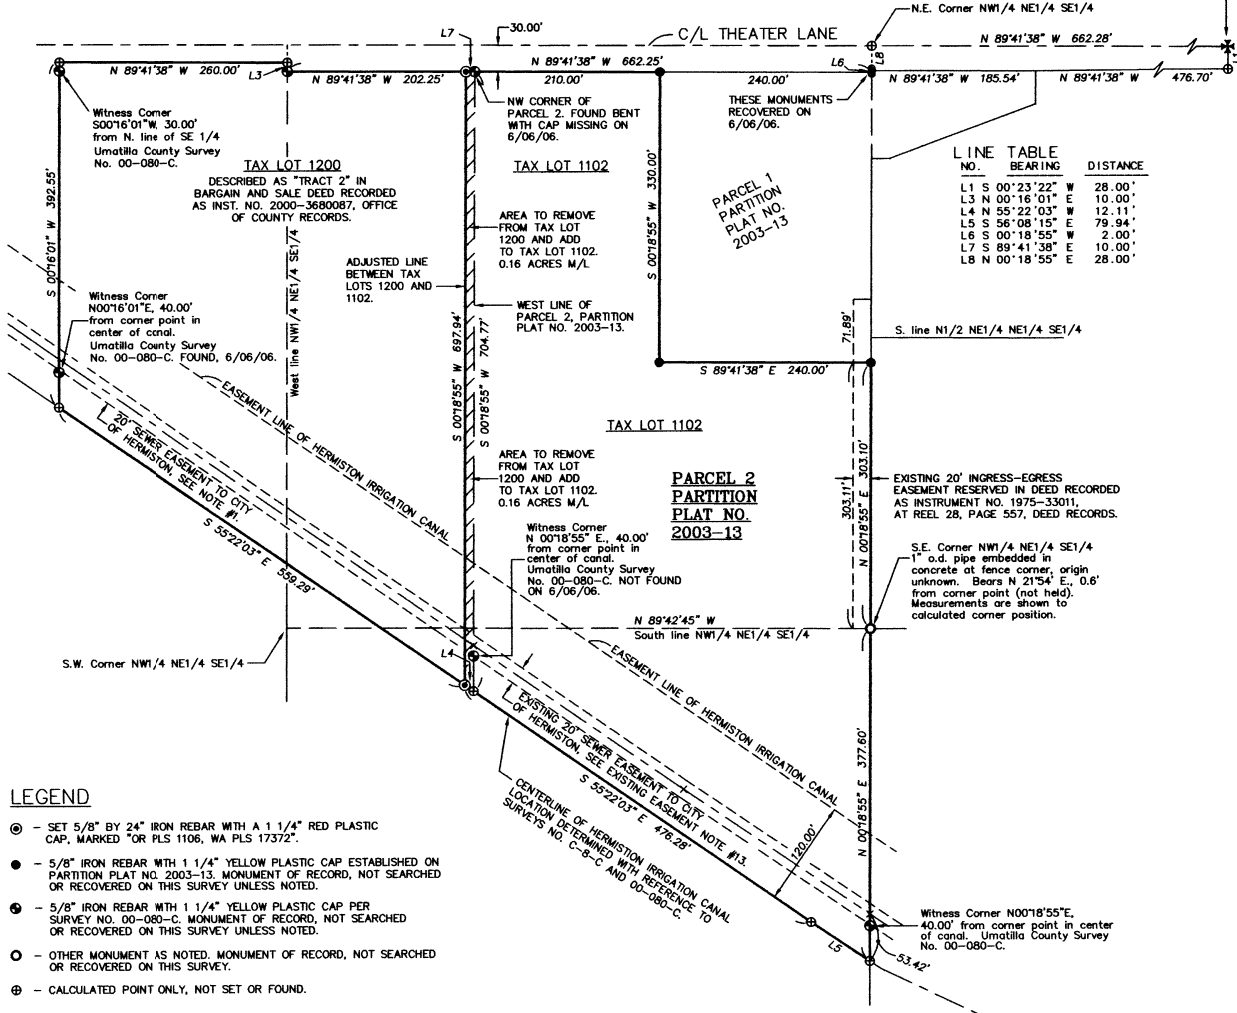 N.E. Corner NW1/4 NE1/4 SE1/4
L7
30.00'
C/L THEATER LANE
N 89°41'38" W 662.28'
L8
L1
N 89°41'38" W 260.00'
L3
N 89°41'38" W 202.25'
N 89°41'38" W 662.25'
210.00'
240.00'
L6
N 89°41'38" W 185.54'
N 89°41'38" W 476.70'
Witness Corner
S00°16'01"W, 30.00'
from N. line of SE 1/4
Umatilla County Survey
No. 00-080-C.
NW CORNER OF
PARCEL 2. FOUND BENT
WITH CAP MISSING ON
6/06/06.
THESE MONUMENTS
RECOVERED ON
6/06/06.
TAX LOT 1200
DESCRIBED AS "TRACT 2" IN
BARGAIN AND SALE DEED RECORDED
AS INST. NO. 2000-3680087, OFFICE
OF COUNTY RECORDS.
TAX LOT 1102
PARCEL 1
PARTITION
PLAT NO.
2003-13
LINE TABLE
NO. BEARING DISTANCE
L1 S 00°23'22" W 28.00'
L3 N 00°16'01" E 10.00'
L4 N 55°22'03" W 12.11'
L5 S 56°08'15" E 79.94'
L6 S 00°18'55" W 2.00'
L7 S 89°41'38" E 10.00'
L8 N 00°18'55" E 28.00'
S 00°16'01" W 392.55'
West line NW1/4 NE1/4 SE1/4
AREA TO REMOVE
FROM TAX LOT
1200 AND ADD
TO TAX LOT 1102.
0.16 ACRES M/L
S 00°18'55" W 330.00'
ADJUSTED LINE
BETWEEN TAX
LOTS 1200 AND
1102.
WEST LINE OF
PARCEL 2, PARTITION
PLAT NO. 2003-13.
Witness Corner
N00°16'01"E, 40.00'
from corner point in
center of canal.
Umatilla County Survey
No. 00-080-C. FOUND, 6/06/06.
S 00°18'55" W 697.94'
S 00°18'55" W 704.77'
71.89'
S. line N1/2 NE1/4 NE1/4 SE1/4
S 89°41'38" E 240.00'
EASEMENT LINE OF HERMISTON IRRIGATION CANAL
20' SEWER EASEMENT TO CITY
OF HERMISTON, SEE NOTE #1.
S 55°22'03" E 559.29'
TAX LOT 1102
PARCEL 2
PARTITION
PLAT NO.
2003-13
AREA TO REMOVE
FROM TAX LOT
1200 AND ADD
TO TAX LOT 1102.
0.16 ACRES M/L
303.11'
N 00°18'55" E 303.10'
EXISTING 20' INGRESS-EGRESS
EASEMENT RESERVED IN DEED RECORDED
AS INSTRUMENT NO. 1975-33011,
AT REEL 28, PAGE 557, DEED RECORDS.
Witness Corner
N 00°18'55" E., 40.00'
from corner point in
center of canal.
Umatilla County Survey
No. 00-080-C. NOT FOUND
ON 6/06/06.
S.E. Corner NW1/4 NE1/4 SE1/4
1" o.d. pipe embedded in
concrete at fence corner, origin
unknown. Bears N 21°54' E., 0.6'
from corner point (not held).
Measurements are shown to
calculated corner position.
N 89°42'45" W
South line NW1/4 NE1/4 SE1/4
S.W. Corner NW1/4 NE1/4 SE1/4
L4
EASEMENT LINE OF HERMISTON IRRIGATION CANAL
EXISTING 20' SEWER EASEMENT TO CITY
OF HERMISTON, SEE EXISTING EASEMENT NOTE #13.
S 55°22'03" E 476.28'
CENTERLINE OF HERMISTON IRRIGATION CANAL
LOCATION DETERMINED WITH REFERENCE TO
SURVEYS NO. C-8-C AND 00-080-C.
120.00'
N 00°18'55" E 377.60'
L5
53.42'
Witness Corner N00°18'55"E,
40.00' from corner point in center
of canal. Umatilla County Survey
No. 00-080-C.
LEGEND
- SET 5/8" BY 24" IRON REBAR WITH A 1 1/4" RED PLASTIC
CAP, MARKED "OR PLS 1106, WA PLS 17372".
- 5/8" IRON REBAR WITH 1 1/4" YELLOW PLASTIC CAP ESTABLISHED ON
PARTITION PLAT NO. 2003-13. MONUMENT OF RECORD, NOT SEARCHED
OR RECOVERED ON THIS SURVEY UNLESS NOTED.
- 5/8" IRON REBAR WITH 1 1/4" YELLOW PLASTIC CAP PER
SURVEY NO. 00-080-C. MONUMENT OF RECORD, NOT SEARCHED
OR RECOVERED ON THIS SURVEY UNLESS NOTED.
- OTHER MONUMENT AS NOTED. MONUMENT OF RECORD, NOT SEARCHED
OR RECOVERED ON THIS SURVEY.
- CALCULATED POINT ONLY, NOT SET OR FOUND.